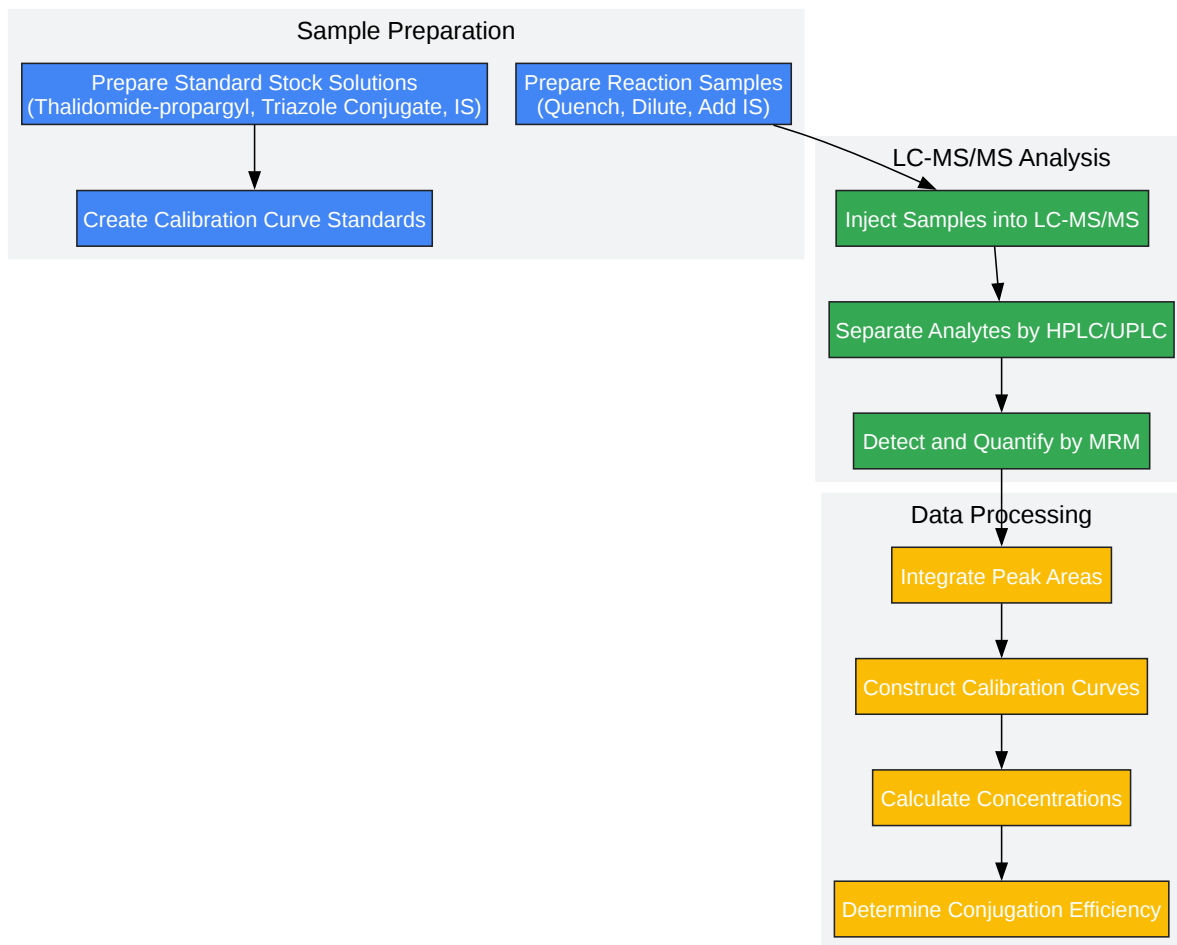 Sample Preparation
Prepare Standard Stock Solutions
(Thalidomide-propargyl, Triazole Conjugate, IS)
Prepare Reaction Samples
(Quench, Dilute, Add IS)
Create Calibration Curve Standards
LC-MS/MS Analysis
Inject Samples into LC-MS/MS
Separate Analytes by HPLC/UPLC
Detect and Quantify by MRM
Data Processing
Integrate Peak Areas
Construct Calibration Curves
Calculate Concentrations
Determine Conjugation Efficiency